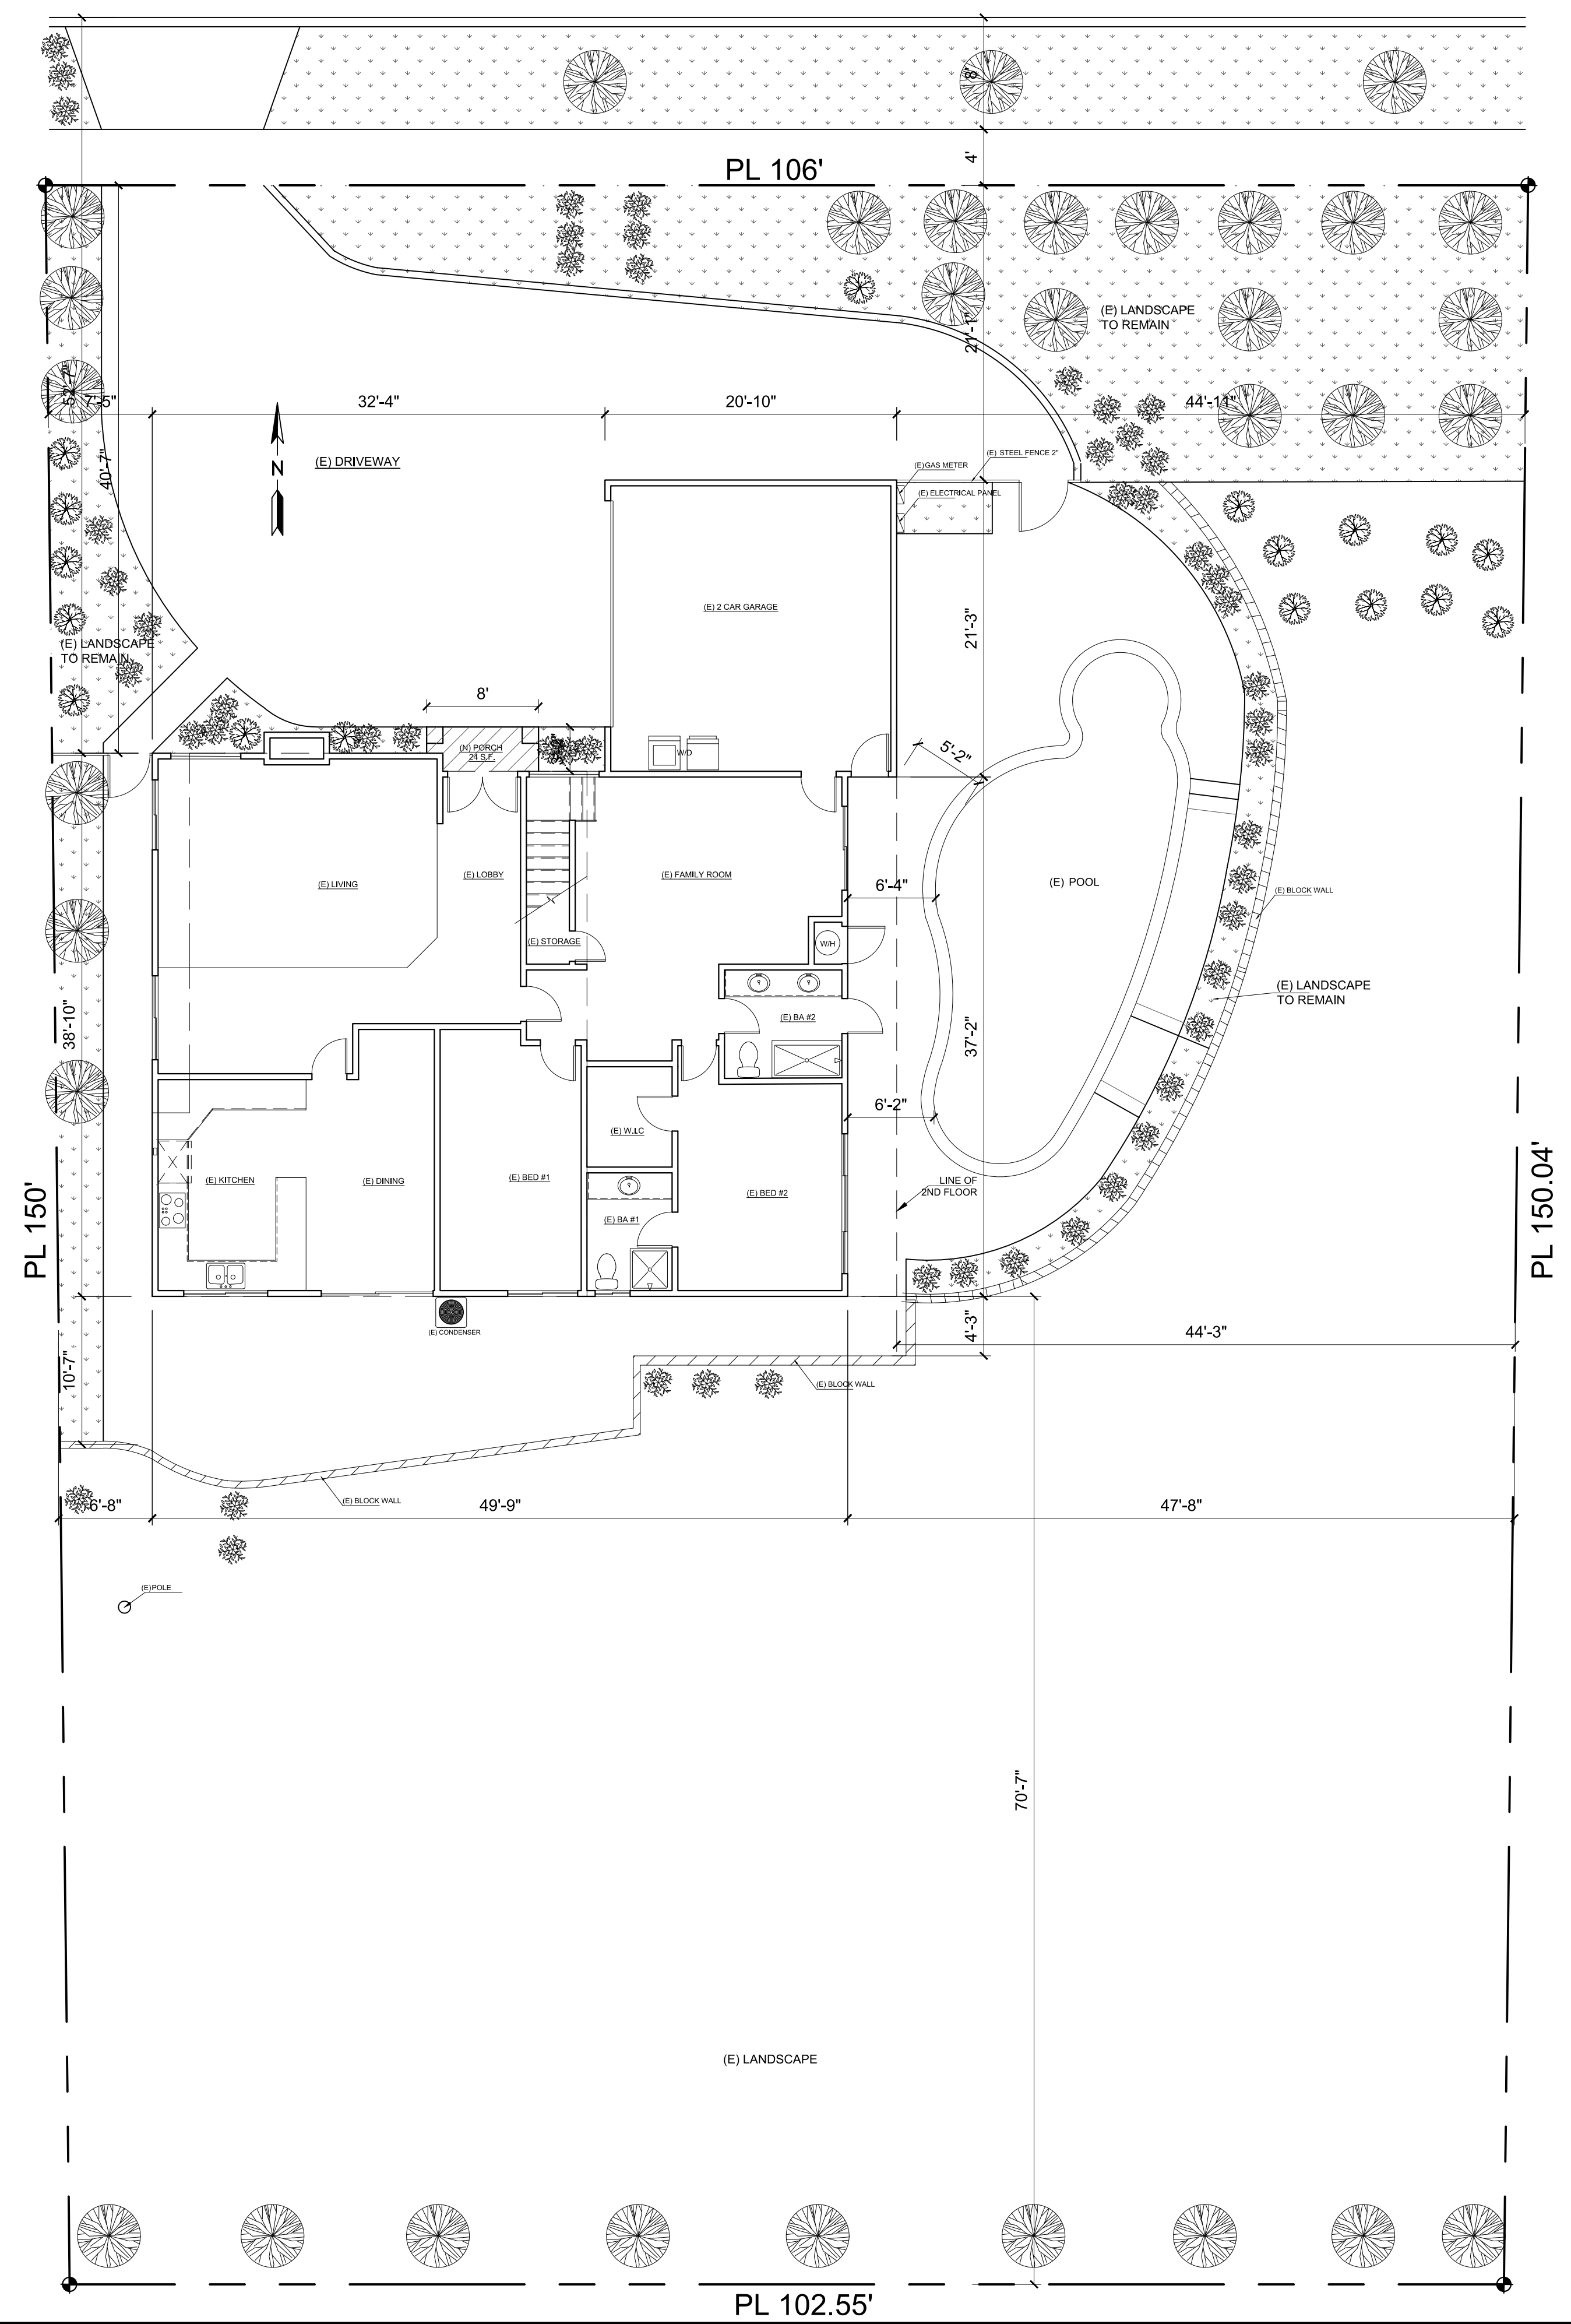 8'
4'
PL 106'
21'-1"
(E) LANDSCAPE
TO REMAIN
52'-7"
7'-5"
32'-4"
20'-10"
44'-11"
40'-7"
N
(E) DRIVEWAY
(E) STEEL FENCE 2"
(E)GAS METER
(E) ELECTRICAL PANEL
(E) 2 CAR GARAGE
21'-3"
(E) LANDSCAPE
TO REMAIN
8'
(N) PORCH
24 S.F.
W/D
5'-2"
(E) LIVING
(E) LOBBY
(E) FAMILY ROOM
6'-4"
(E) POOL
(E) BLOCK WALL
(E) STORAGE
W/H
(E) LANDSCAPE
TO REMAIN
38'-10"
(E) BA #2
37'-2"
6'-2"
(E) W.I.C
(E) KITCHEN
(E) DINING
(E) BED #1
(E) BED #2
LINE OF
2ND FLOOR
(E) BA #1
PL 150'
PL 150.04'
(E) CONDENSER
4'-3"
44'-3"
10'-7"
(E) BLOCK WALL
(E) BLOCK WALL
6'-8"
49'-9"
47'-8"
(E)POLE
70'-7"
(E) LANDSCAPE
PL 102.55'